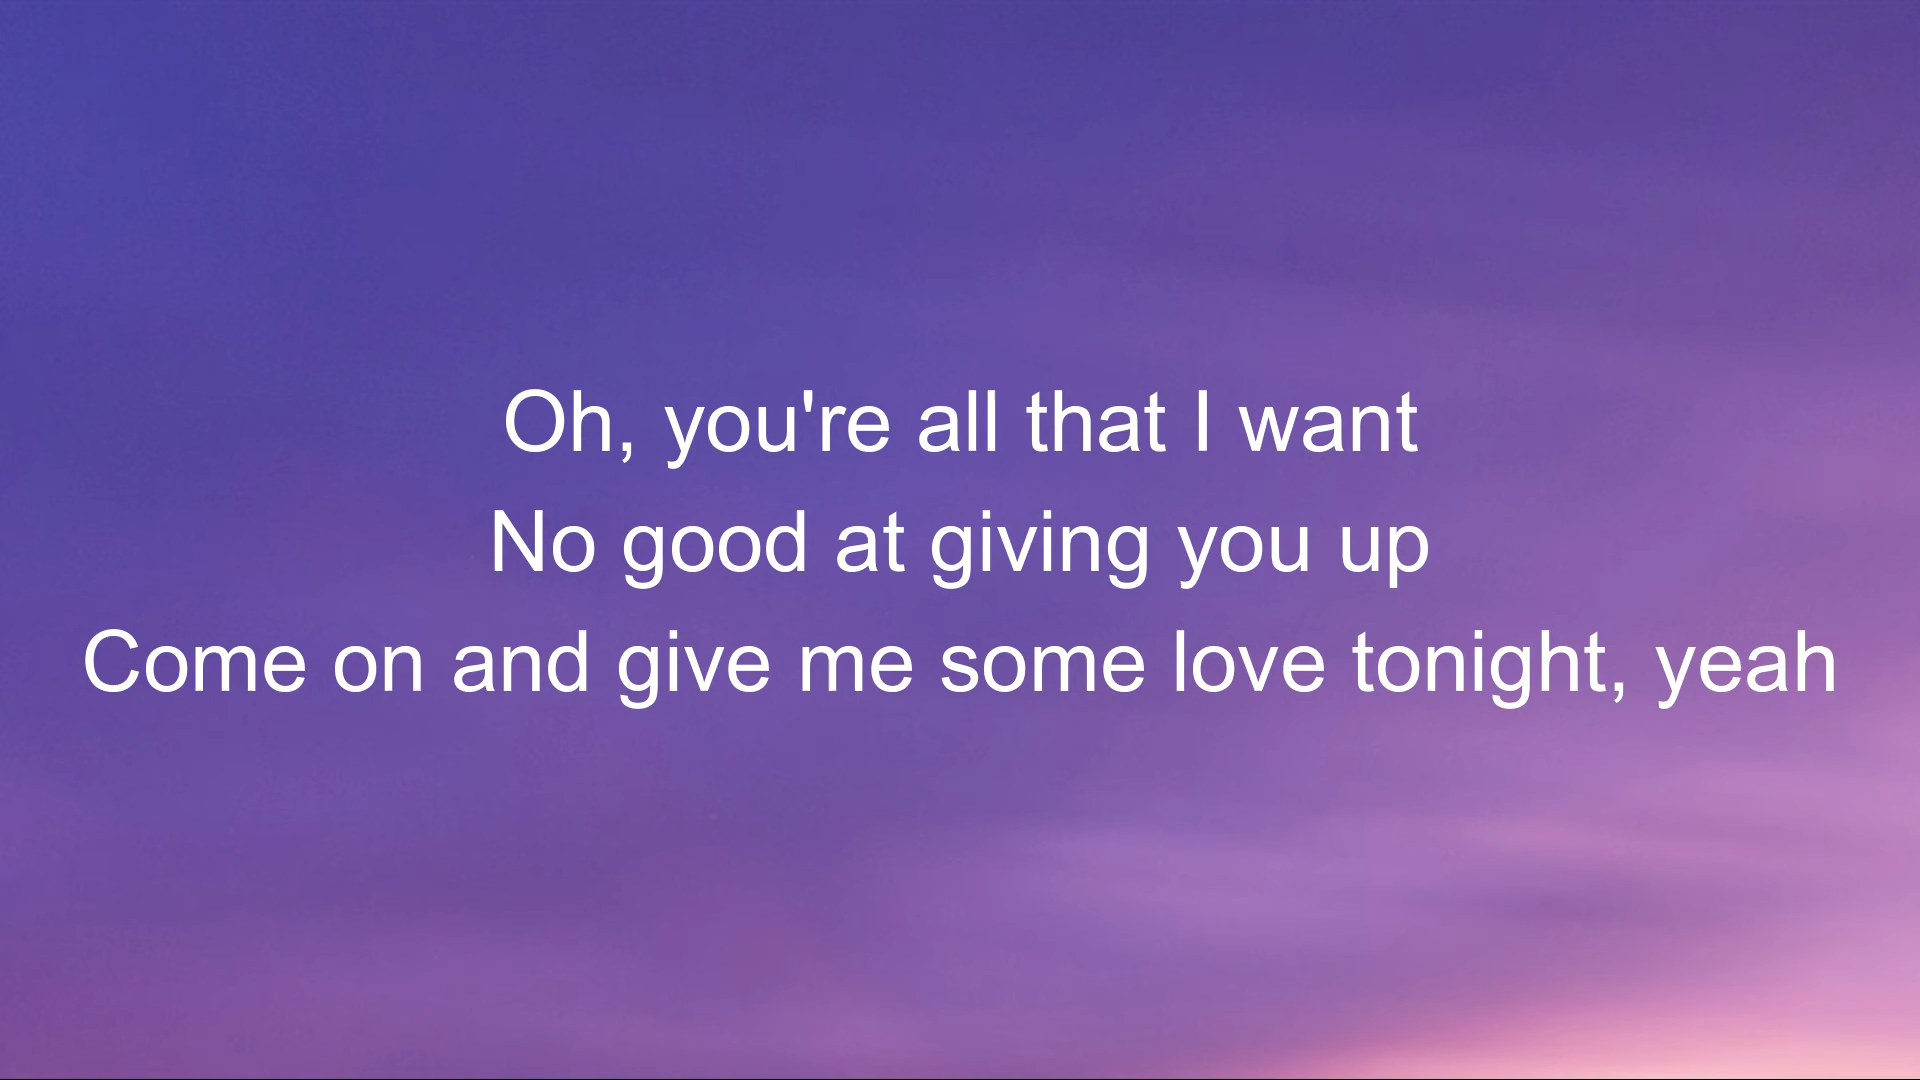 Oh, you're all that I want
No good at giving you up
Come on and give me some love tonight, yeah